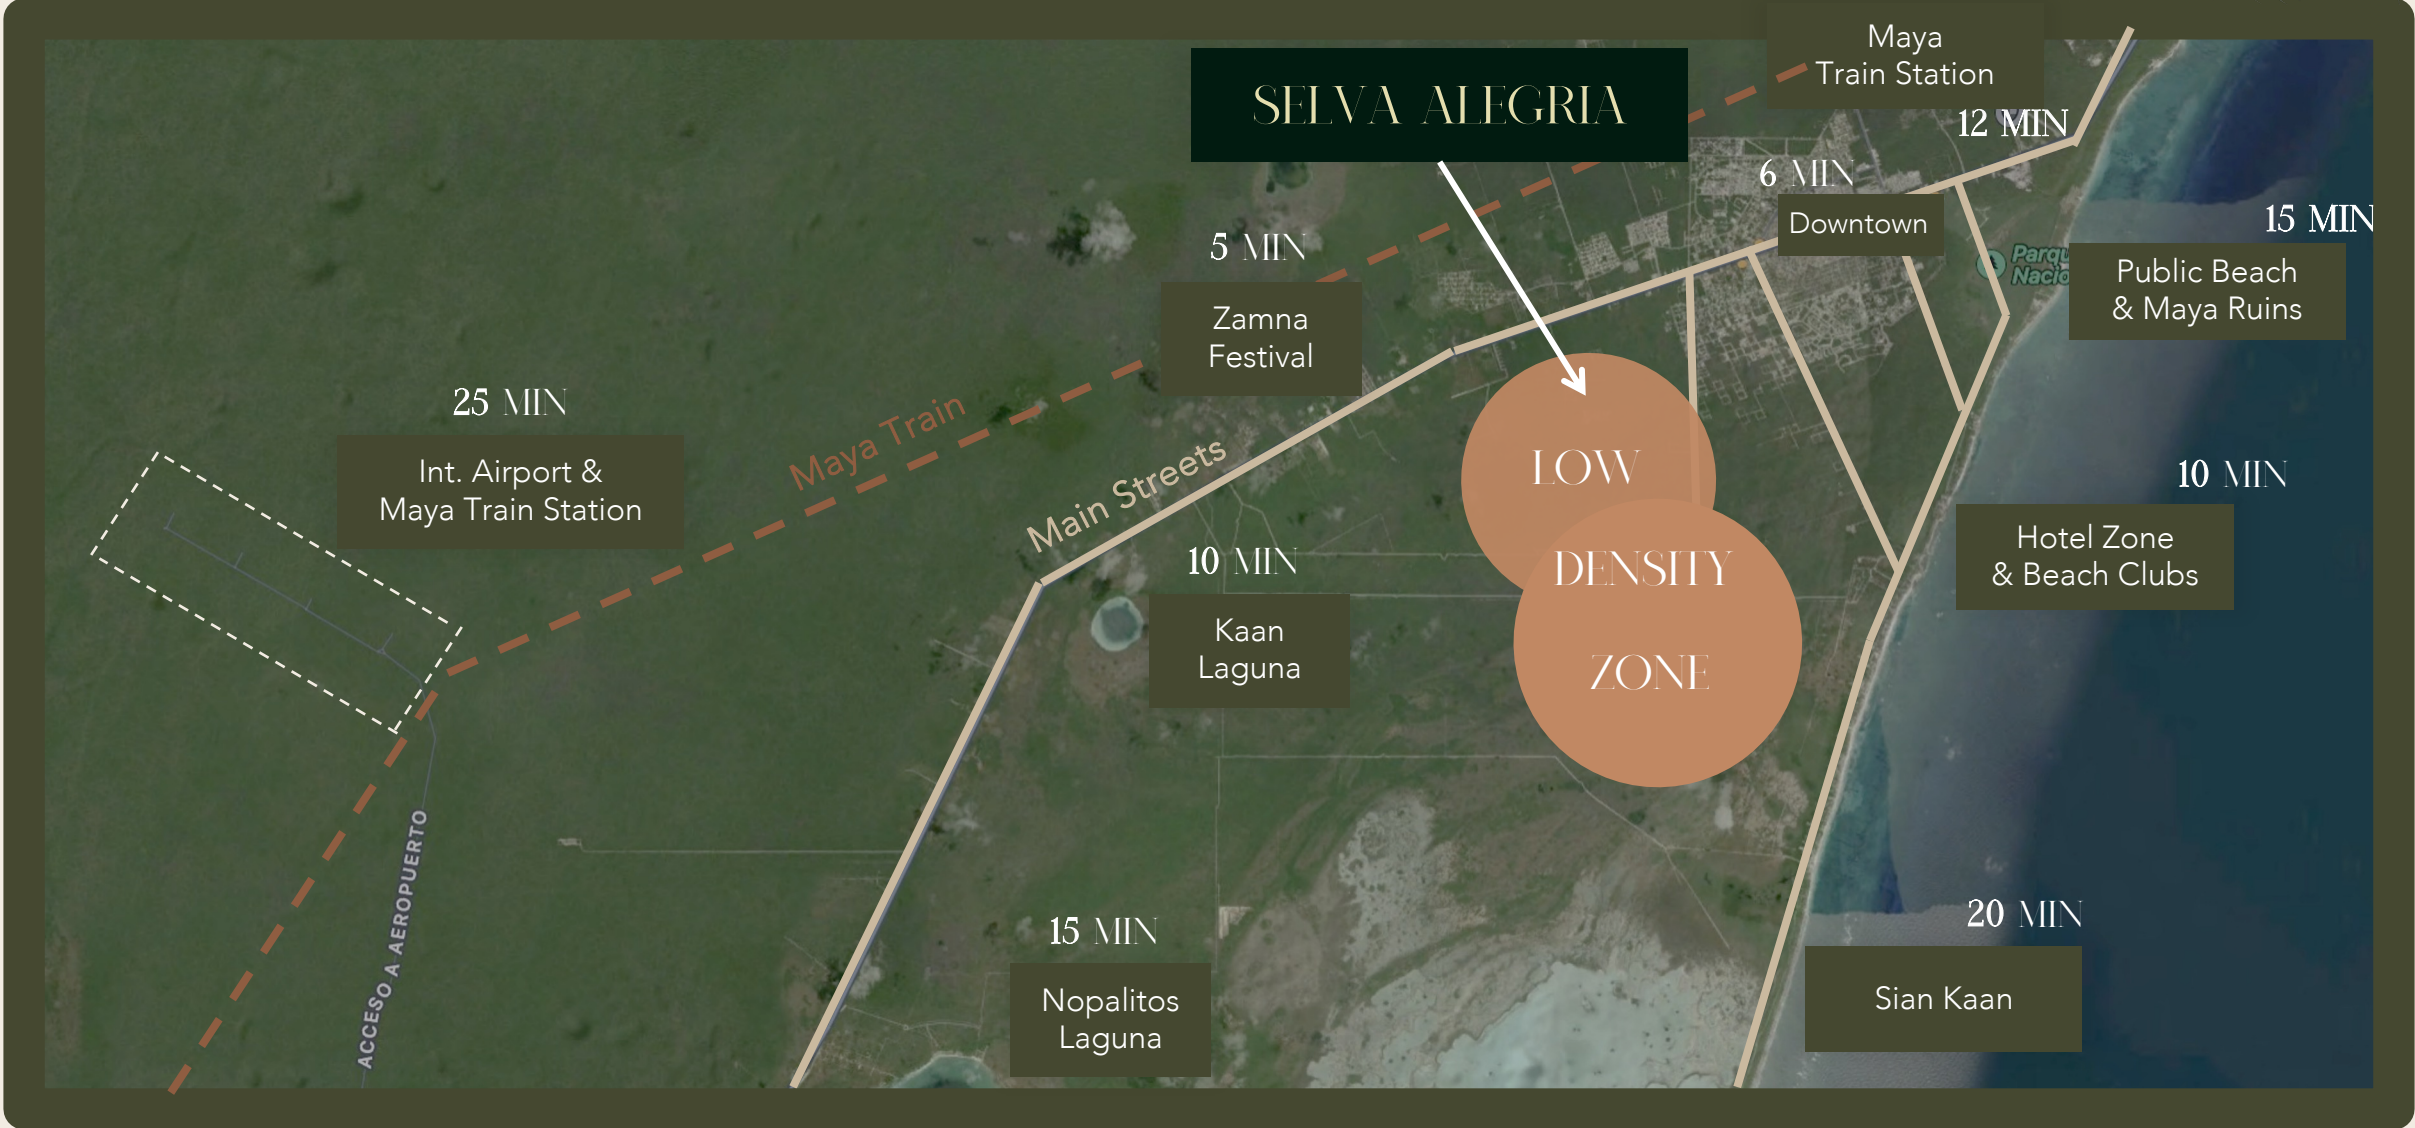 Maya
Train Station
12 MIN
SELVA ALEGRIA
6 MIN
Downtown
15 MIN
Public Beach
& Maya Ruins
5 MIN
Zamna
Festival
25 MIN
Int. Airport &
Maya Train Station
Maya Train
Main Streets
LOW
DENSITY
ZONE
10 MIN
Hotel Zone
& Beach Clubs
10 MIN
Kaan
Laguna
ACCESO A AEROPUERTO
15 MIN
Nopalitos
Laguna
20 MIN
Sian Kaan